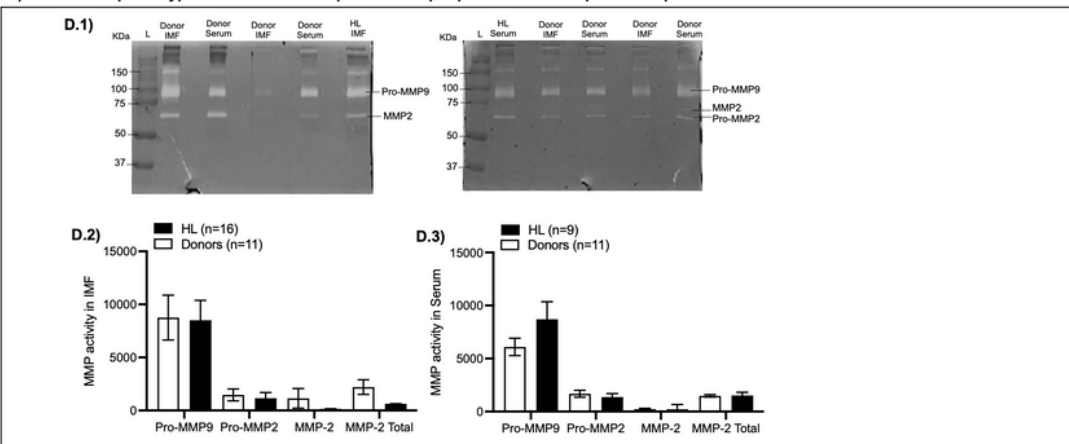 D.1)
KDa L Donor IMF Donor Serum Donor IMF Donor Serum HL IMF
150
100
75
50
37
Pro-MMP9
MMP2
KDa L HL Serum Donor IMF Donor Serum Donor IMF Donor Serum
150
100
75
50
37
Pro-MMP9
MMP2
Pro-MMP2
D.2)
HL (n=16)
Donors (n=11)
MMP activity in IMF
15000
10000
5000
0
Pro-MMP9 Pro-MMP2 MMP-2 MMP-2 Total
D.3)
HL (n=9)
Donors (n=11)
MMP activity in Serum
15000
10000
5000
0
Pro-MMP9 Pro-MMP2 MMP-2 MMP-2 Total